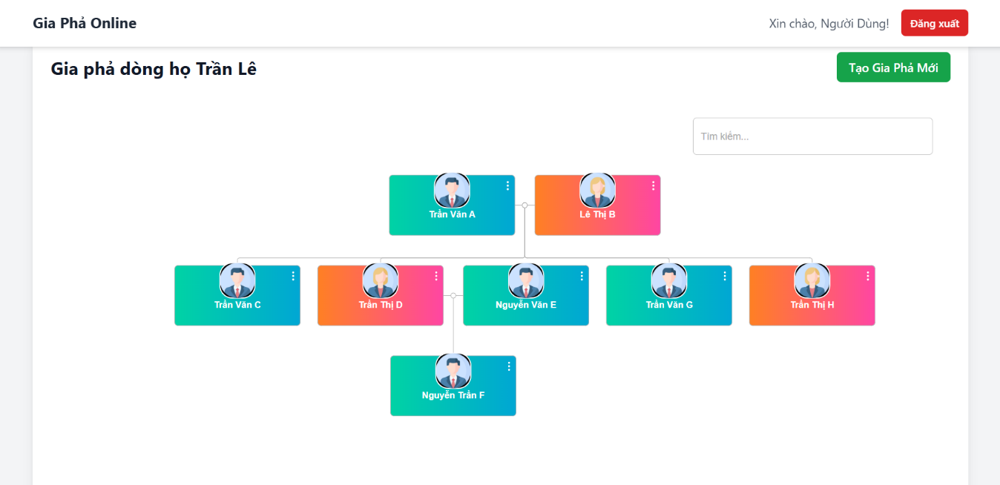 Gia Phả Online
Xin chào, Người Dùng!
Đăng xuất
Gia phả dòng họ Trần Lê
Tạo Gia Phả Mới
Tìm kiếm...
Trần Văn A
Lê Thị B
Trần Văn C
Trần Thị D
Nguyễn Văn E
Trần Văn G
Trần Thị H
Nguyễn Trần F